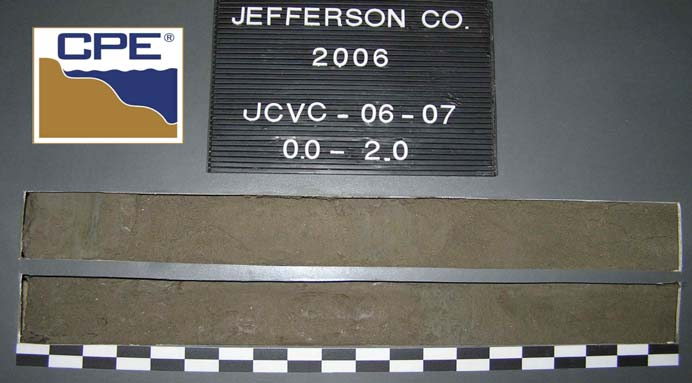 CPE®
JEFFERSON CO.
2006
JCVC - 06 - 07
0.0 - 2.0